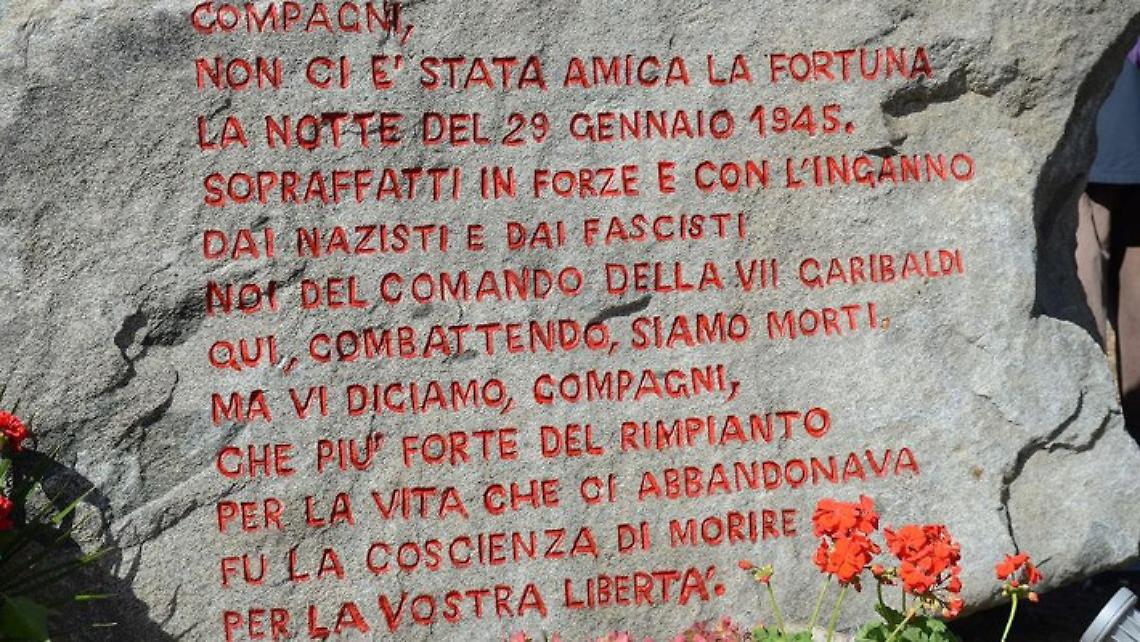 COMPAGNI,
NON CI E' STATA AMICA LA FORTUNA
LA NOTTE DEL 29 GENNAIO 1945.
SOPRAFFATTI IN FORZE E CON L'INGANNO
DAI NAZISTI E DAI FASCISTI
NOI DEL COMANDO DELLA VII GARIBALDI
QUI, COMBATTENDO, SIAMO MORTI,
MA VI DICIAMO, COMPAGNI,
CHE PIU' FORTE DEL RIMPIANTO
PER LA VITA CHE CI ABBANDONAVA
FU LA COSCIENZA DI MORIRE
PER LA VOSTRA LIBERTA'.